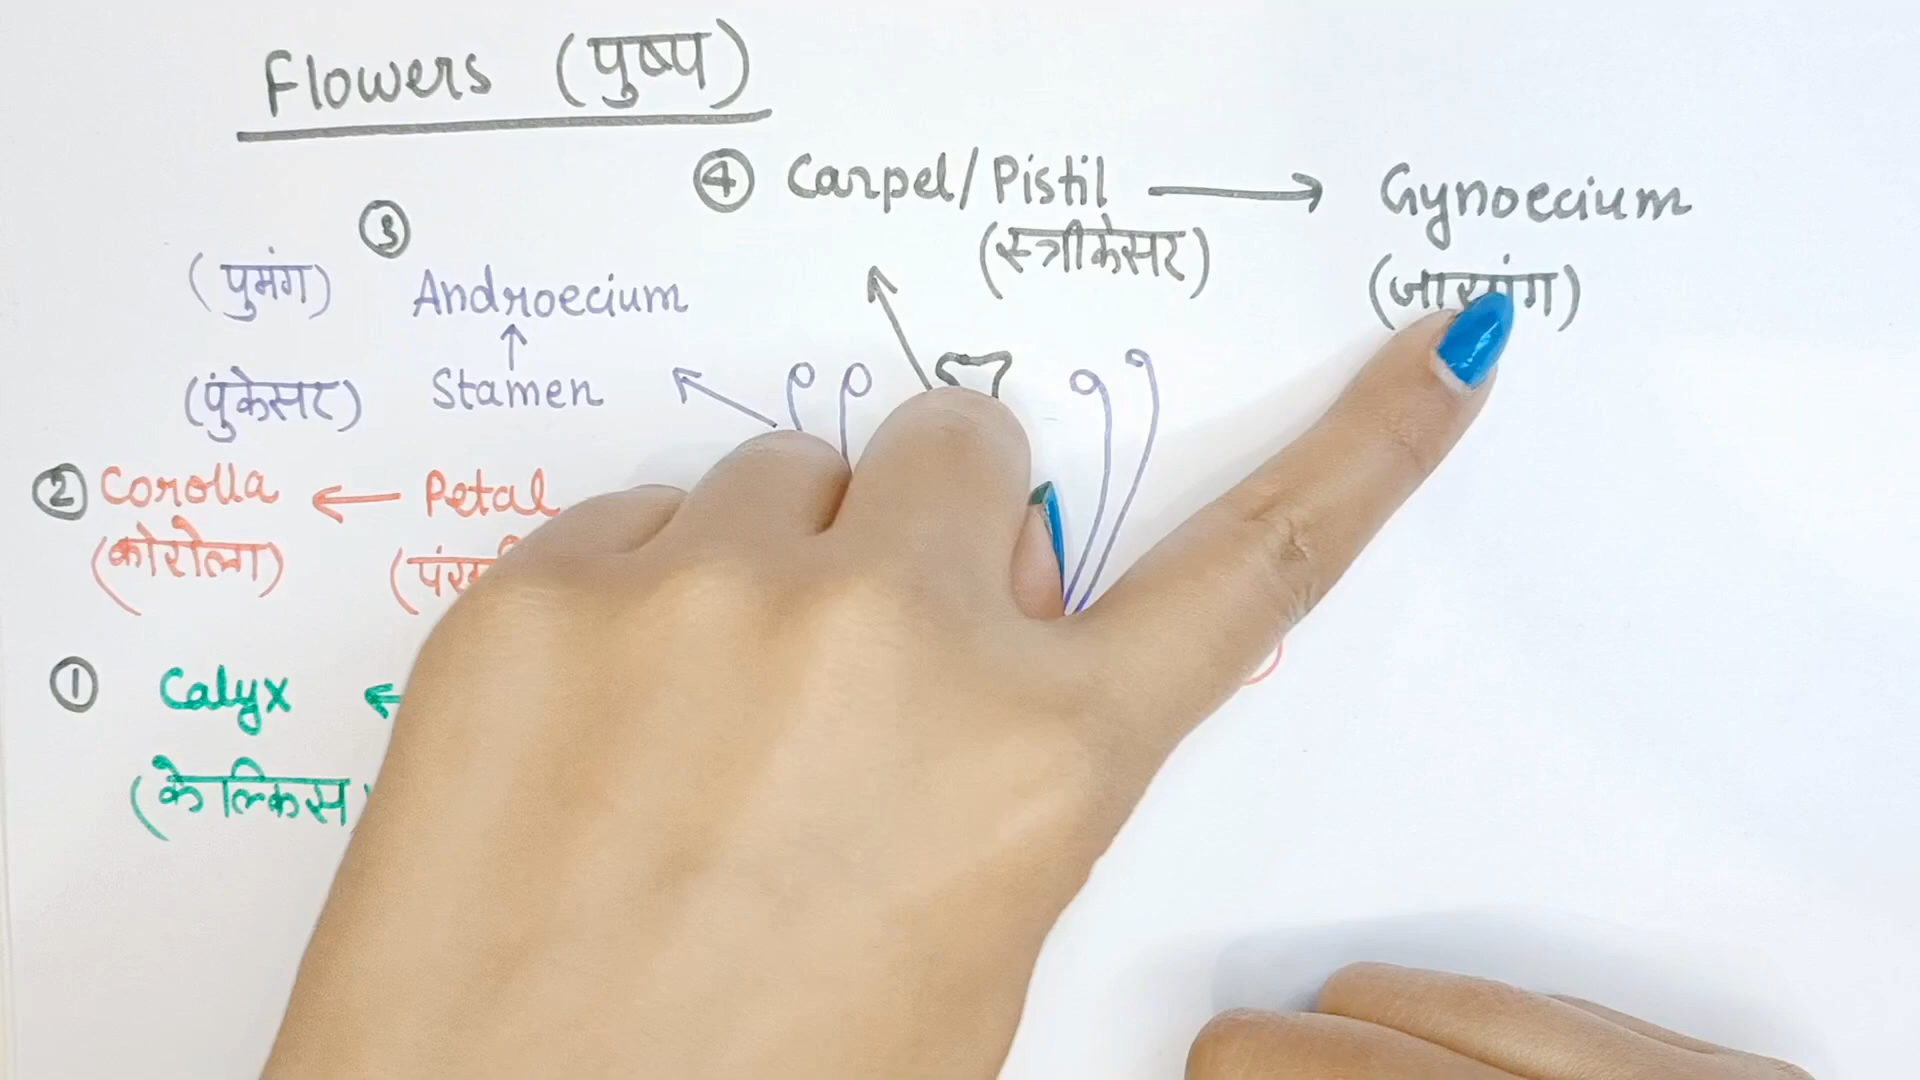 Flowers (पुष्प)
④ Carpel/Pistil → Gynoecium
(स्त्रीकेसर)
③
(पुमंग) Androecium
↑
(पुंकेसर) Stamen
② Corolla ← Petal
(कोरोला)
① Calyx ←
(केल्किस)